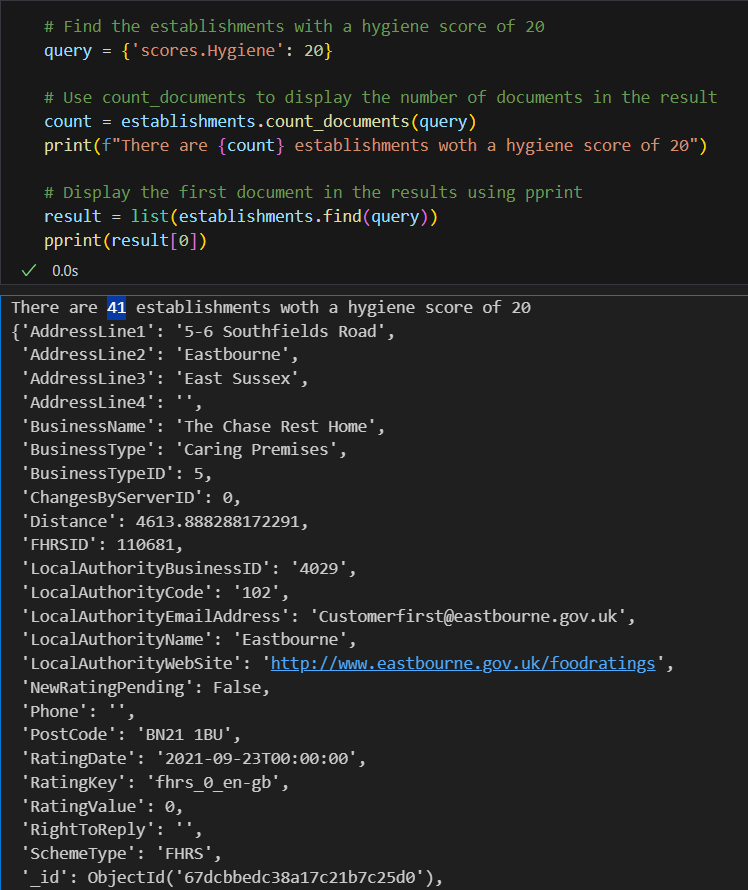 # Find the establishments with a hygiene score of 20
query = {'scores.Hygiene': 20}
# Use count_documents to display the number of documents in the result
count = establishments.count_documents(query)
print(f"There are {count} establishments woth a hygiene score of 20")
# Display the first document in the results using pprint
result = list(establishments.find(query))
pprint(result[0])
0.0s
There are 41 establishments woth a hygiene score of 20
{'AddressLine1': '5-6 Southfields Road',
'AddressLine2': 'Eastbourne',
'AddressLine3': 'East Sussex',
'AddressLine4': '',
'BusinessName': 'The Chase Rest Home',
'BusinessType': 'Caring Premises',
'BusinessTypeID': 5,
'ChangesByServerID': 0,
'Distance': 4613.888288172291,
'FHRSID': 110681,
'LocalAuthorityBusinessID': '4029',
'LocalAuthorityCode': '102',
'LocalAuthorityEmailAddress': 'Customerfirst@eastbourne.gov.uk',
'LocalAuthorityName': 'Eastbourne',
'LocalAuthorityWebSite': 'http://www.eastbourne.gov.uk/foodratings',
'NewRatingPending': False,
'Phone': '',
'PostCode': 'BN21 1BU',
'RatingDate': '2021-09-23T00:00:00',
'RatingKey': 'fhrs_0_en-gb',
'RatingValue': 0,
'RightToReply': '',
'SchemeType': 'FHRS',
'_id': ObjectId('67dcbbedc38a17c21b7c25d0'),